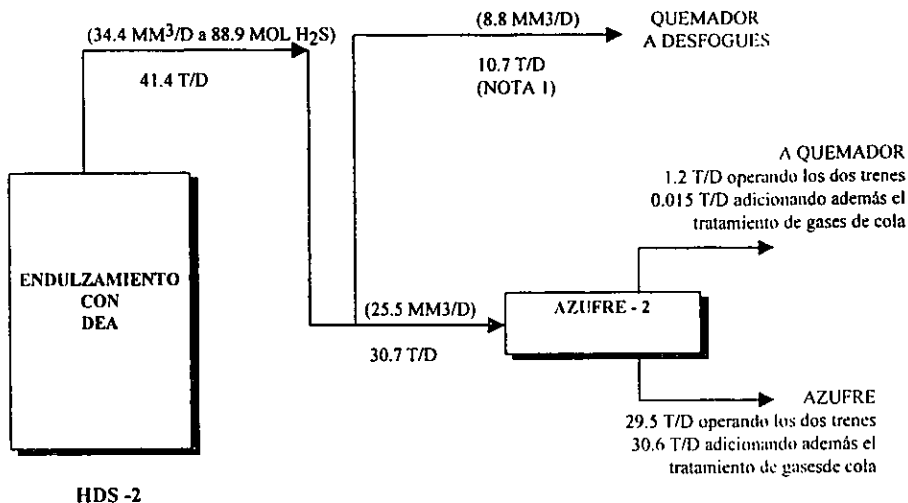 (34.4 MM³/D a 88.9 MOL H₂S)
41.4 T/D
(8.8 MM3/D)
10.7 T/D
(NOTA 1)
QUEMADOR
A DESFOGUES
A QUEMADOR
1.2 T/D operando los dos trenes
0.015 T/D adicionando además el
tratamiento de gases de cola
ENDULZAMIENTO
CON
DEA
(25.5 MM3/D)
30.7 T/D
AZUFRE - 2
AZUFRE
29.5 T/D operando los dos trenes
30.6 T/D adicionando además el
tratamiento de gasesde cola
HDS -2